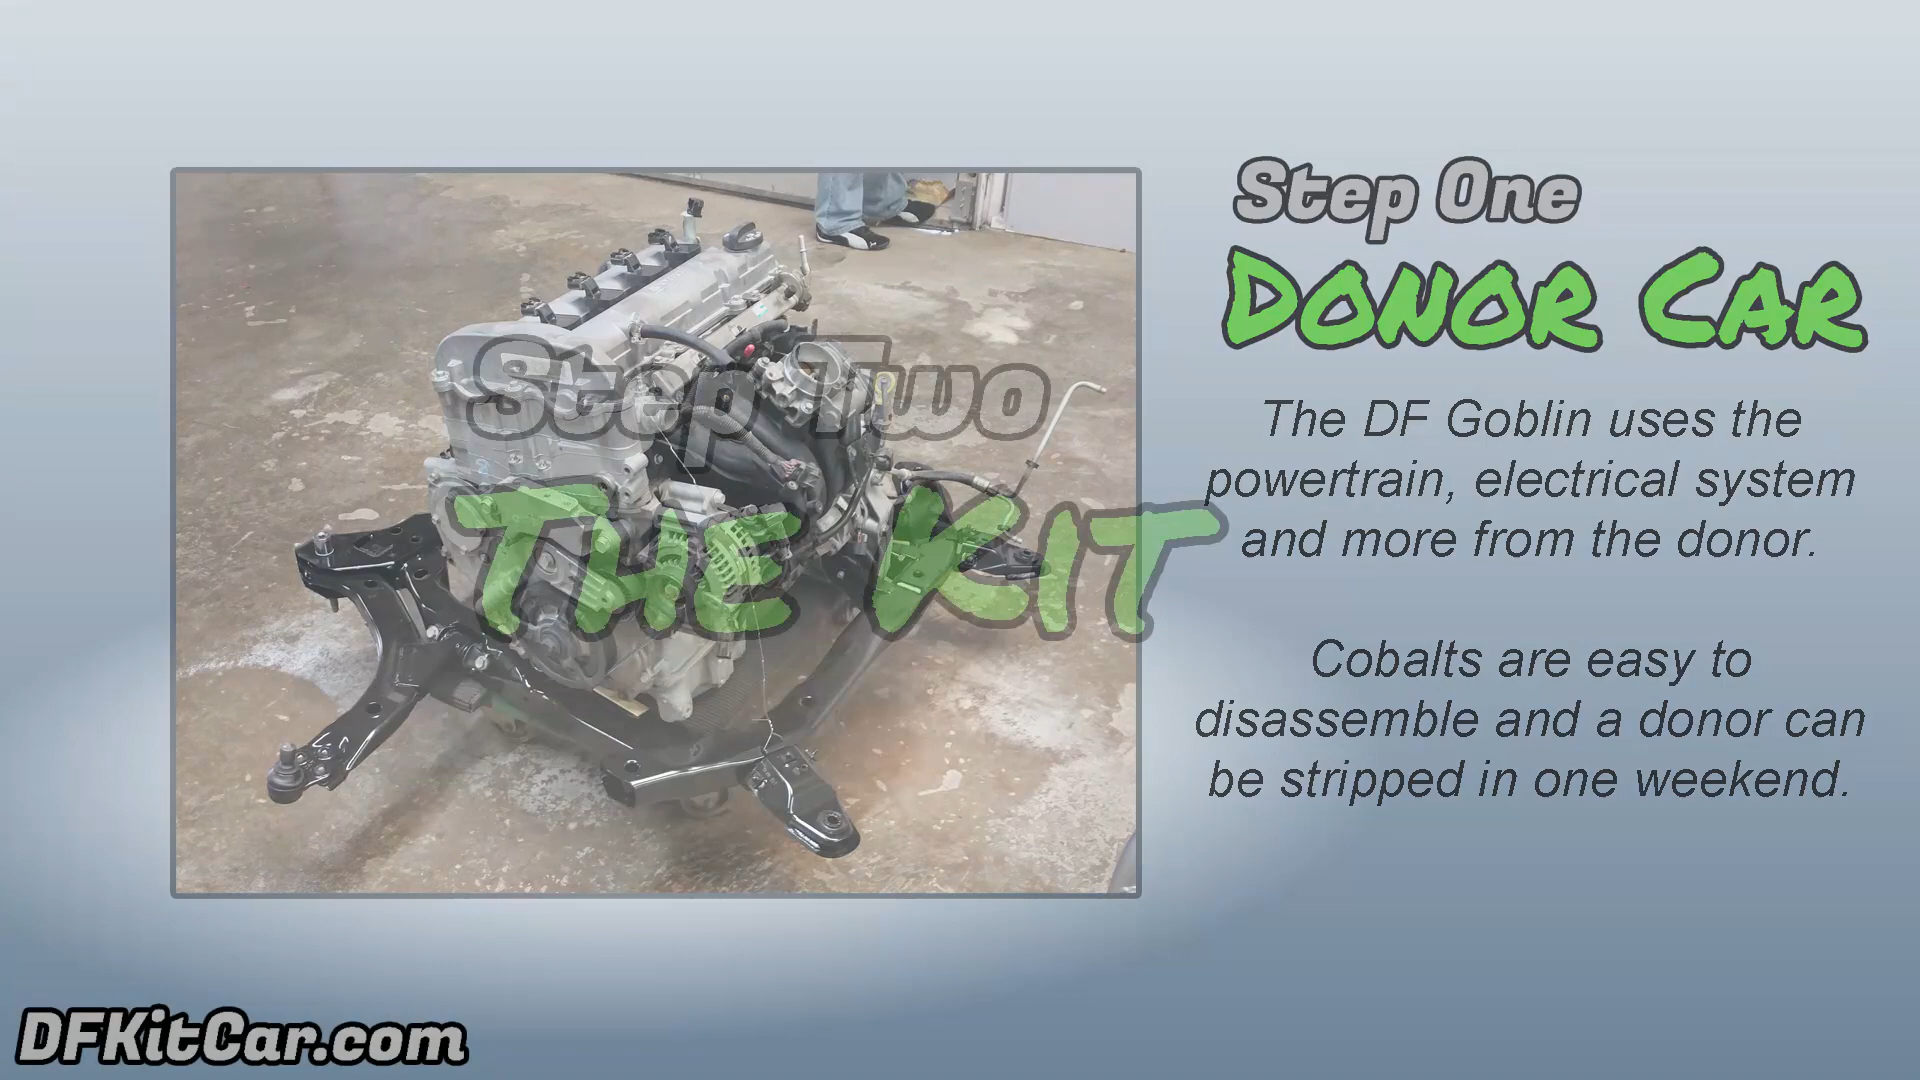 Step One
Donor Car
The DF Goblin uses the
powertrain, electrical system
and more from the donor.
Cobalts are easy to
disassemble and a donor can
be stripped in one weekend.
Step Two
The Kit
DFKitCar.com